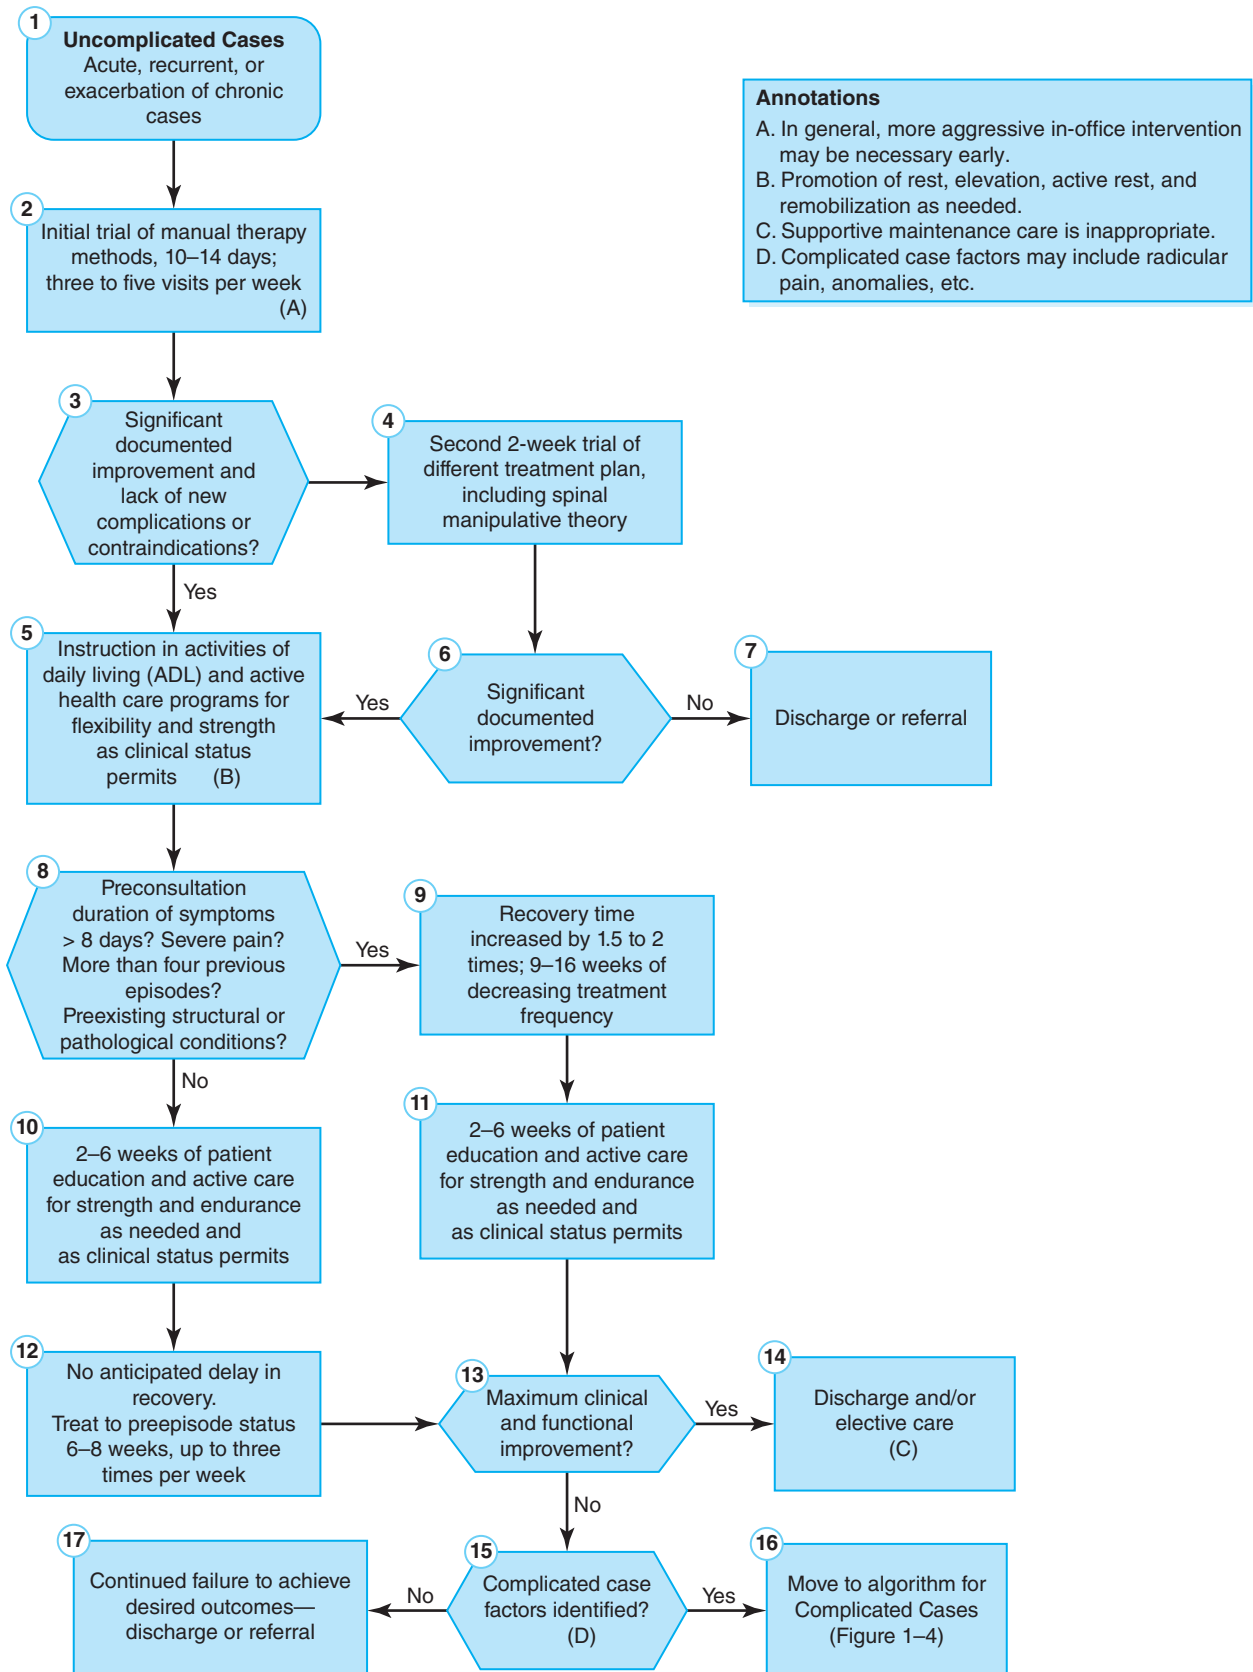 1
Uncomplicated Cases
Acute, recurrent, or
exacerbation of chronic
cases
Annotations
A. In general, more aggressive in-office intervention
may be necessary early.
B. Promotion of rest, elevation, active rest, and
remobilization as needed.
C. Supportive maintenance care is inappropriate.
D. Complicated case factors may include radicular
pain, anomalies, etc.
2
Initial trial of manual therapy
methods, 10–14 days;
three to five visits per week
(A)
3
Significant
documented
improvement and
lack of new
complications or
contraindications?
4
Second 2-week trial of
different treatment plan,
including spinal
manipulative theory
Yes
5
Instruction in activities of
daily living (ADL) and active
health care programs for
flexibility and strength
as clinical status
permits (B)
Yes
6
Significant
documented
improvement?
No
7
Discharge or referral
8
Preconsultation
duration of symptoms
> 8 days? Severe pain?
More than four previous
episodes?
Preexisting structural or
pathological conditions?
Yes
9
Recovery time
increased by 1.5 to 2
times; 9–16 weeks of
decreasing treatment
frequency
No
10
2–6 weeks of patient
education and active care
for strength and endurance
as needed and
as clinical status permits
11
2–6 weeks of patient
education and active care
for strength and endurance
as needed and
as clinical status permits
12
No anticipated delay in
recovery.
Treat to preepisode status
6–8 weeks, up to three
times per week
13
Maximum clinical
and functional
improvement?
Yes
14
Discharge and/or
elective care
(C)
No
17
Continued failure to achieve
desired outcomes—
discharge or referral
No
15
Complicated case
factors identified?
(D)
Yes
16
Move to algorithm for
Complicated Cases
(Figure 1–4)